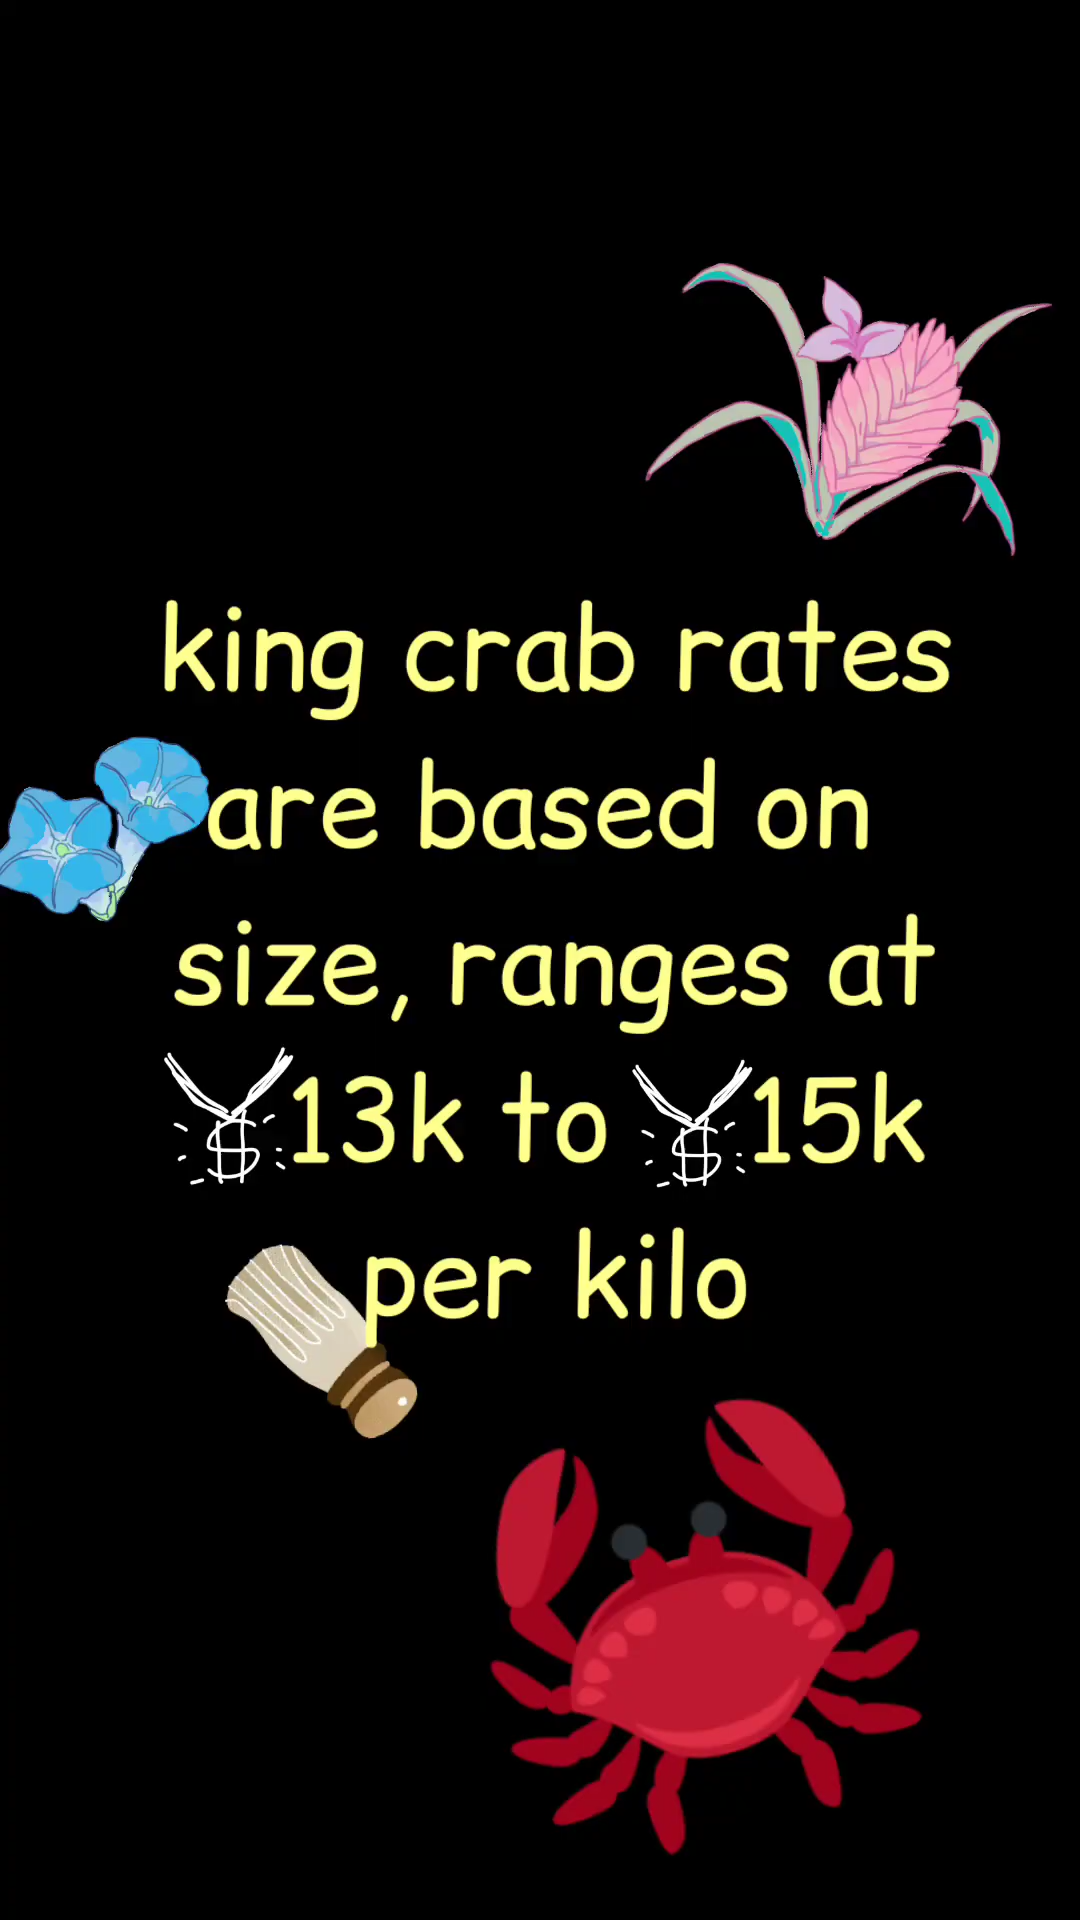 king crab rates
are based on
size, ranges at
$13k to $15k
per kilo